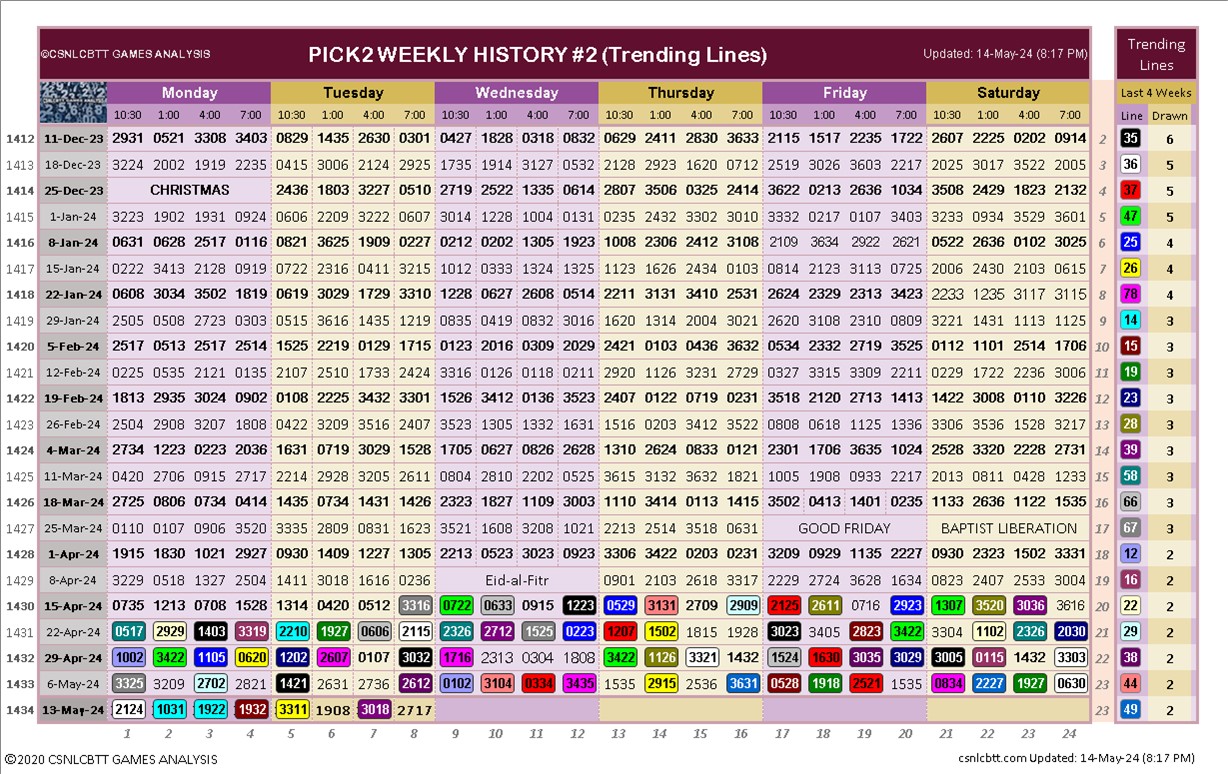 ©CSNLCBTT GAMES ANALYSIS PICK2 WEEKLY HISTORY #2 (Trending Lines) Updated: 14-May-24 (8:17 PM) Trending Lines
Monday Tuesday Wednesday Thursday Friday Saturday Last 4 Weeks
10:30 1:00 4:00 7:00 10:30 1:00 4:00 7:00 10:30 1:00 4:00 7:00 10:30 1:00 4:00 7:00 10:30 1:00 4:00 7:00 10:30 1:00 4:00 7:00 Line Drawn
1412 11-Dec-23 2931 0521 3308 3403 0829 1435 2630 0301 0427 1828 0318 0832 0629 2411 2830 3633 2115 1517 2235 1722 2607 2225 0202 0914 2 35 6
1413 18-Dec-23 3224 2002 1919 2235 0415 3006 2124 2925 1735 1914 3127 0532 2128 2923 1620 0712 2519 3026 3603 2217 2025 3017 3522 2005 3 36 5
1414 25-Dec-23 CHRISTMAS 2436 1803 3227 0510 2719 2522 1335 0614 2807 3506 0325 2414 3622 0213 2636 1034 3508 2429 1823 2132 4 37 5
1415 1-Jan-24 3223 1902 1931 0924 0606 2209 3222 0607 3014 1228 1004 0131 0235 2432 3302 3010 3332 0217 0107 3403 3233 0934 3529 3601 5 47 5
1416 8-Jan-24 0631 0628 2517 0116 0821 3625 1909 0227 0212 0202 1305 1923 1008 2306 2412 3108 2109 3634 2922 2621 0522 2636 0102 3025 6 25 4
1417 15-Jan-24 0222 3413 2128 0919 0722 2316 0411 3215 1012 0333 1324 1325 1123 1626 2434 0103 0814 2123 3113 0725 2006 2430 2103 0615 7 26 4
1418 22-Jan-24 0608 3034 3502 1819 0619 3029 1729 3311 1228 0627 2608 0514 2211 3131 3410 2531 2624 2329 2313 3423 2233 1235 3117 3115 8 78 4
1419 29-Jan-24 2505 0508 2723 0303 0515 3616 1435 1219 0835 0419 0832 3016 1620 1314 2004 3021 2620 3108 2310 0809 3221 1431 1113 1125 9 14 3
1420 5-Feb-24 2517 0513 2517 2514 1525 2219 0129 1715 0123 2016 0309 2029 2421 0103 0436 3632 0534 2332 2719 3525 0112 1101 2514 1706 10 15 3
1421 12-Feb-24 0225 0535 2121 0135 2107 2510 1733 2424 3316 0126 0118 0211 2920 1126 3231 2729 0327 3315 3309 2211 0229 1722 2236 3006 11 19 3
1422 19-Feb-24 1813 2935 3024 0902 0108 2225 3432 3301 1526 3412 0136 3523 2407 0122 0719 0231 3518 2120 2713 1413 1422 3008 0110 3226 12 23 3
1423 26-Feb-24 2504 2908 3207 1808 0422 3209 3516 2407 3523 1305 1332 1631 1516 0203 3412 3522 0808 0618 1125 1336 3306 3536 1528 3217 13 28 3
1424 4-Mar-24 2734 1223 0223 2036 1631 0719 3029 1523 1705 0627 0826 2628 1310 2624 0833 0121 2301 1706 3635 1024 2528 3320 2228 2731 14 39 3
1425 11-Mar-24 0420 2706 0915 2717 2214 2928 3205 2611 0804 2810 2202 0525 3615 3132 3632 1821 1005 1908 0933 2217 2013 0811 0428 1233 15 58 3
1426 18-Mar-24 2725 0806 0734 0414 1435 0734 1431 1426 2323 1827 1109 3003 1110 3414 0113 1415 3502 0413 1401 0235 1133 2636 1122 1535 16 66 3
1427 25-Mar-24 0110 0107 0906 3520 3335 2809 0831 1623 3521 1608 3208 1021 2213 2514 3518 0631 GOOD FRIDAY BAPTIST LIBERATION 17 67 3
1428 1-Apr-24 1915 1830 1021 2927 0930 1409 1227 1305 2213 0523 3023 0923 3306 3422 0203 0231 3209 0929 1135 2227 0930 2323 1502 3331 18 12 2
1429 8-Apr-24 3229 0518 1327 2504 1411 3018 1616 0236 Eid-al-Fitr 0901 2103 2618 3317 2229 2724 3628 1634 0823 2407 2533 3004 19 16 2
1430 15-Apr-24 0735 1213 0708 1528 1314 0420 0512 3316 0722 0633 0915 1223 0529 3131 2709 2909 2125 2611 0716 2923 1307 3520 3036 3618 20 22 2
1431 22-Apr-24 0517 2929 1403 3319 2210 1927 0606 2115 2326 2712 1525 0223 1207 1502 1815 1928 3023 3405 2823 3422 3304 1102 2326 2030 21 29 2
1432 29-Apr-24 1002 3422 1105 0620 1202 2607 0107 3032 1716 2313 0304 1808 3422 1126 3321 1432 1524 1630 3035 3029 3005 0115 1432 3303 22 38 2
1433 6-May-24 3325 3209 2702 2821 1421 2631 2736 2612 0102 3104 0334 3435 1535 2915 2536 3631 0528 1918 2521 1535 0834 2227 1927 0630 23 44 2
1434 13-May-24 2124 1031 1922 1932 3311 1908 3018 2717 23 49 2
1 2 3 4 5 6 7 8 9 10 11 12 13 14 15 16 17 18 19 20 21 22 23 24
©2020 CSNLCBTT GAMES ANALYSIS csnlcbtt.com Updated: 14-May-24 (8:17 PM)